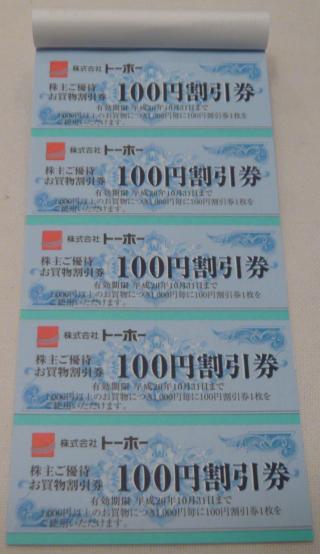 株式会社 トーホー
株主ご優待
お買物割引券
100円割引券
有効期限 平成26年10月31日まで
1,000円以上のお買物につき1,000円毎に100円割引券1枚を
ご使用いただけます。
株式会社 トーホー
株主ご優待
お買物割引券
100円割引券
有効期限 平成26年10月31日まで
1,000円以上のお買物につき1,000円毎に100円割引券1枚を
ご使用いただけます。
株式会社 トーホー
株主ご優待
お買物割引券
100円割引券
有効期限 平成26年10月31日まで
1,000円以上のお買物につき1,000円毎に100円割引券1枚を
ご使用いただけます。
株式会社 トーホー
株主ご優待
お買物割引券
100円割引券
有効期限 平成26年10月31日まで
1,000円以上のお買物につき1,000円毎に100円割引券1枚を
ご使用いただけます。
株式会社 トーホー
株主ご優待
お買物割引券
100円割引券
有効期限 平成26年10月31日まで
1,000円以上のお買物につき1,000円毎に100円割引券1枚を
ご使用いただけます。